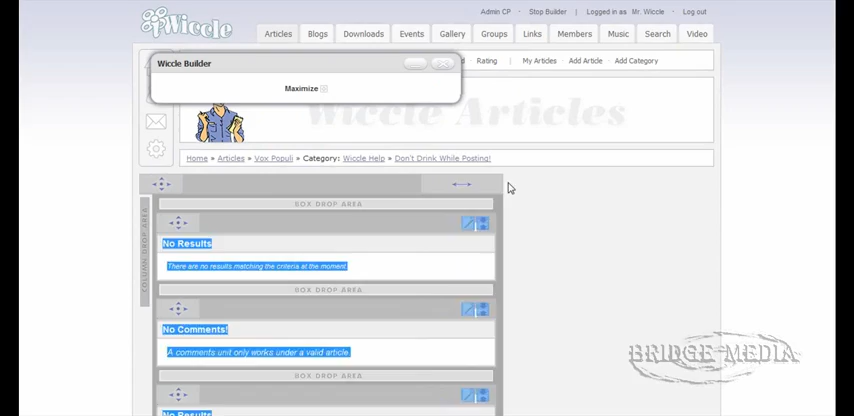 Admin CP · Stop Builder | Logged in as Mr. Wiccle · Log out
iWiccle
Articles Blogs Downloads Events Gallery Groups Links Members Music Search Video
Wiccle Builder
Rating | My Articles · Add Article · Add Category
Maximize
Wiccle Articles
Home » Articles » Vox Populi » Category: Wiccle Help » Don't Drink While Posting!
COLUMN DROP AREA
BOX DROP AREA
No Results
There are no results matching the criteria at the moment.
BOX DROP AREA
No Comments!
A comments unit only works under a valid article.
BRIDGE MEDIA
BOX DROP AREA
No Results